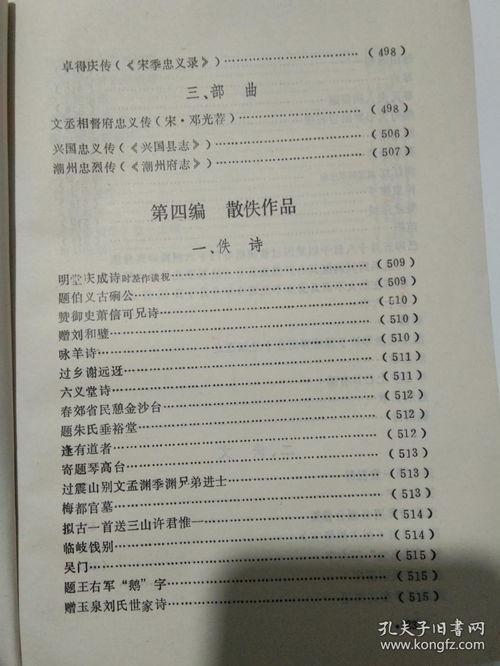 卓得庆传(《宋季忠义录》)……(498)
三、部 曲
文丞相督府忠义传(宋·邓光荐)……(498)
兴国忠义传(《兴国县志》)……(506)
潮州忠烈传(《潮州府志》)……(507)
第四编 散佚作品
一、佚 诗
明堂庆成诗时差作读祝……(509)
题伯义古硐公……(509)
赞御史萧信可兄诗……(510)
赠刘和璧……(510)
咏羊诗……(510)
过乡谢远迓……(511)
六义堂诗……(511)
春郊省民憩金沙台……(512)
题朱氏垂裕堂……(512)
逢有道者……(512)
寄题琴高台……(513)
过震山别文孟渊季渊兄弟进士……(513)
梅都官墓……(513)
拟古一首送三山许君惟一……(514)
临岐饯别……(514)
吴门……(515)
题王右军“鹅”字……(515)
赠玉泉刘氏世家诗……(515)
孔夫子旧书网
www.kongfz.com